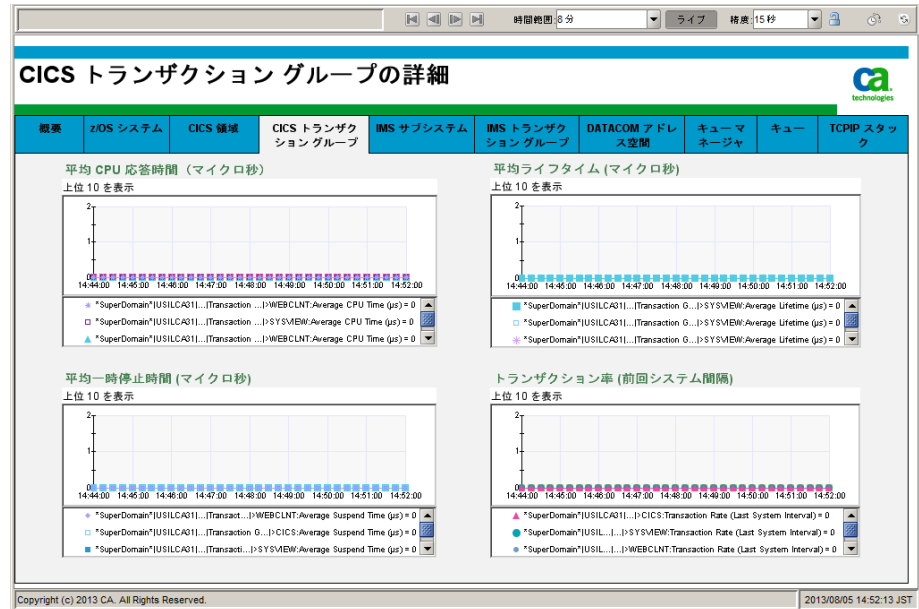 時間範囲:8 分
ライブ
精度:15 秒
CICS トランザクション グループの詳細
ca.
technologies
概要
z/OS システム
CICS 領域
CICS トランザク
ション グループ
IMS サブシステム
IMS トランザク
ション グループ
DATACOM アドレ
ス空間
キュー マ
ネージャ
キュー
TCPIP スタッ
ク
平均 CPU 応答時間（マイクロ秒）
上位 10 を表示
2
1
0
14:44:00 14:45:00 14:46:00 14:47:00 14:48:00 14:49:00 14:50:00 14:51:00 14:52:00
*SuperDomain*|USILCA31|...|Transaction ...|>WEBCLNT:Average CPU Time (µs) = 0
*SuperDomain*|USILCA31|...|Transaction ...|>SYSVIEW:Average CPU Time (µs) = 0
*SuperDomain*|USILCA31|...|Transaction ...|>WEBCLNT:Average CPU Time (µs) = 0
平均ライフタイム (マイクロ秒)
上位 10 を表示
2
1
0
14:44:00 14:45:00 14:46:00 14:47:00 14:48:00 14:49:00 14:50:00 14:51:00 14:52:00
*SuperDomain*|USILCA31|...|Transaction G...|>SYSVIEW:Average Lifetime (µs) = 0
*SuperDomain*|USILCA31|...|Transaction G...|>SYSVIEW:Average Lifetime (µs) = 0
*SuperDomain*|USILCA31|...|Transaction G...|>SYSVIEW:Average Lifetime (µs) = 0
平均一時停止時間 (マイクロ秒)
上位 10 を表示
2
1
0
14:44:00 14:45:00 14:46:00 14:47:00 14:48:00 14:49:00 14:50:00 14:51:00 14:52:00
*SuperDomain*|USILCA31|...|Transact...|>WEBCLNT:Average Suspend Time (µs) = 0
*SuperDomain*|USILCA31|...|Transaction G...|>CICS:Average Suspend Time (µs) = 0
*SuperDomain*|USILCA31|...|Transacti...|>SYSVIEW:Average Suspend Time (µs) = 0
トランザクション率 (前回システム間隔)
上位 10 を表示
2
1
0
14:44:00 14:45:00 14:46:00 14:47:00 14:48:00 14:49:00 14:50:00 14:51:00 14:52:00
*SuperDomain*|USILCA31|...|>CICS:Transaction Rate (Last System Interval) = 0
*SuperDomain*|USIL...|...|>SYSVIEW:Transaction Rate (Last System Interval) = 0
*SuperDomain*|USIL...|...|>WEBCLNT:Transaction Rate (Last System Interval) = 0
Copyright (c) 2013 CA. All Rights Reserved.
2013/08/05 14:52:13 JST